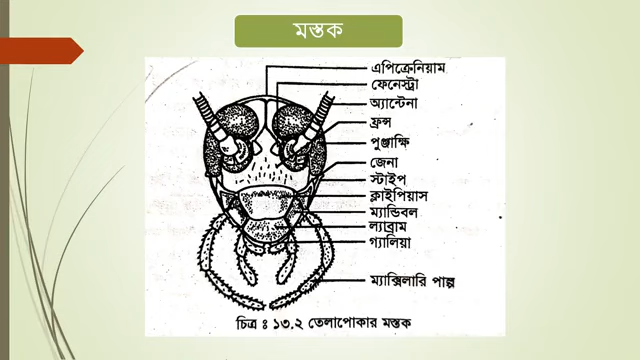 মস্তক
এপিক্রেনিয়াম
ফেনেস্ট্রা
অ্যান্টেনা
ফ্রন্স
পুঞ্জাক্ষি
জেনা
স্টাইপ
ক্লাইপিয়াস
ম্যান্ডিবল
ল্যাব্রাম
গ্যালিয়া
ম্যাক্সিলারি পাল্প
চিত্র ঃ ১৩.২ তেলাপোকার মস্তক